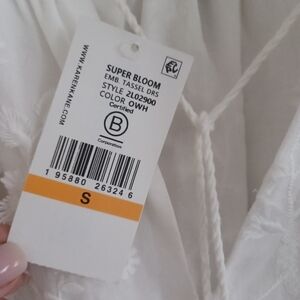 WWW.KARENKANE.COM
SUPER BLOOM
EMB. TASSEL DRS
STYLE 2L02900
COLOR OWH
Certified
B
Corporation
1 95880 26324 6
S